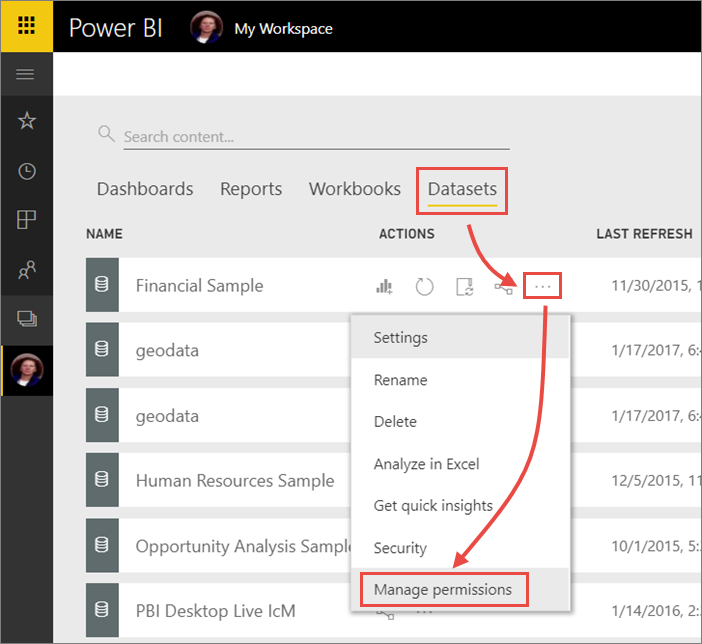 Power BI My Workspace
Search content...
Dashboards Reports Workbooks Datasets
NAME ACTIONS LAST REFRESH
Financial Sample ... 11/30/2015, 1
Settings
geodata 1/17/2017, 6:4
Rename
geodata 1/17/2017, 6:4
Delete
Analyze in Excel
Human Resources Sample 12/5/2015, 11
Get quick insights
Opportunity Analysis Sample 10/1/2015, 5:
Security
Manage permissions
PBI Desktop Live IcM 1/14/2016, 2: